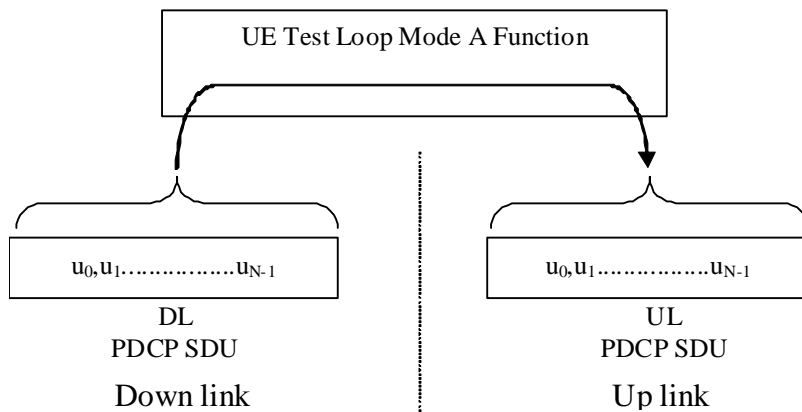 UE Test Loop Mode A Function
u0,u1.................uN-1
u0,u1.................uN-1
DL
PDCP SDU
UL
PDCP SDU
Down link
Up link